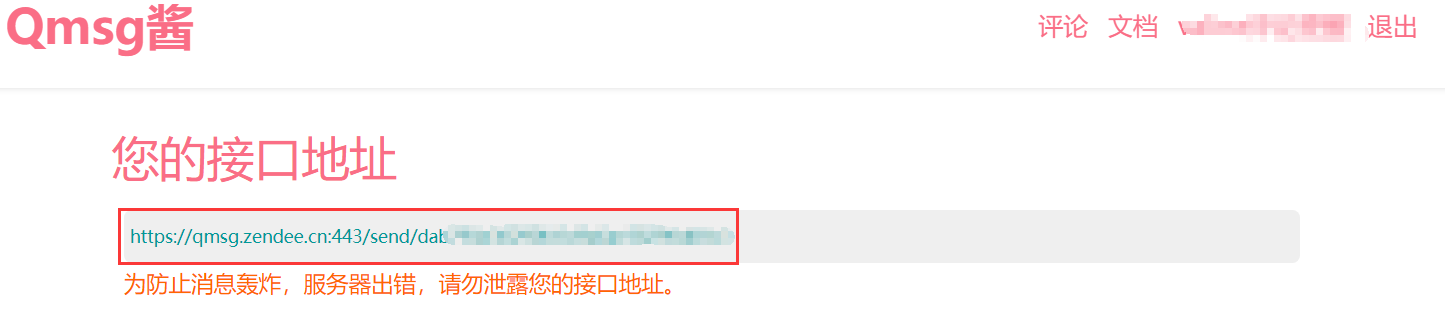 Qmsg酱
评论 文档 退出
您的接口地址
https://qmsg.zendee.cn:443/send/dab
为防止消息轰炸，服务器出错，请勿泄露您的接口地址。